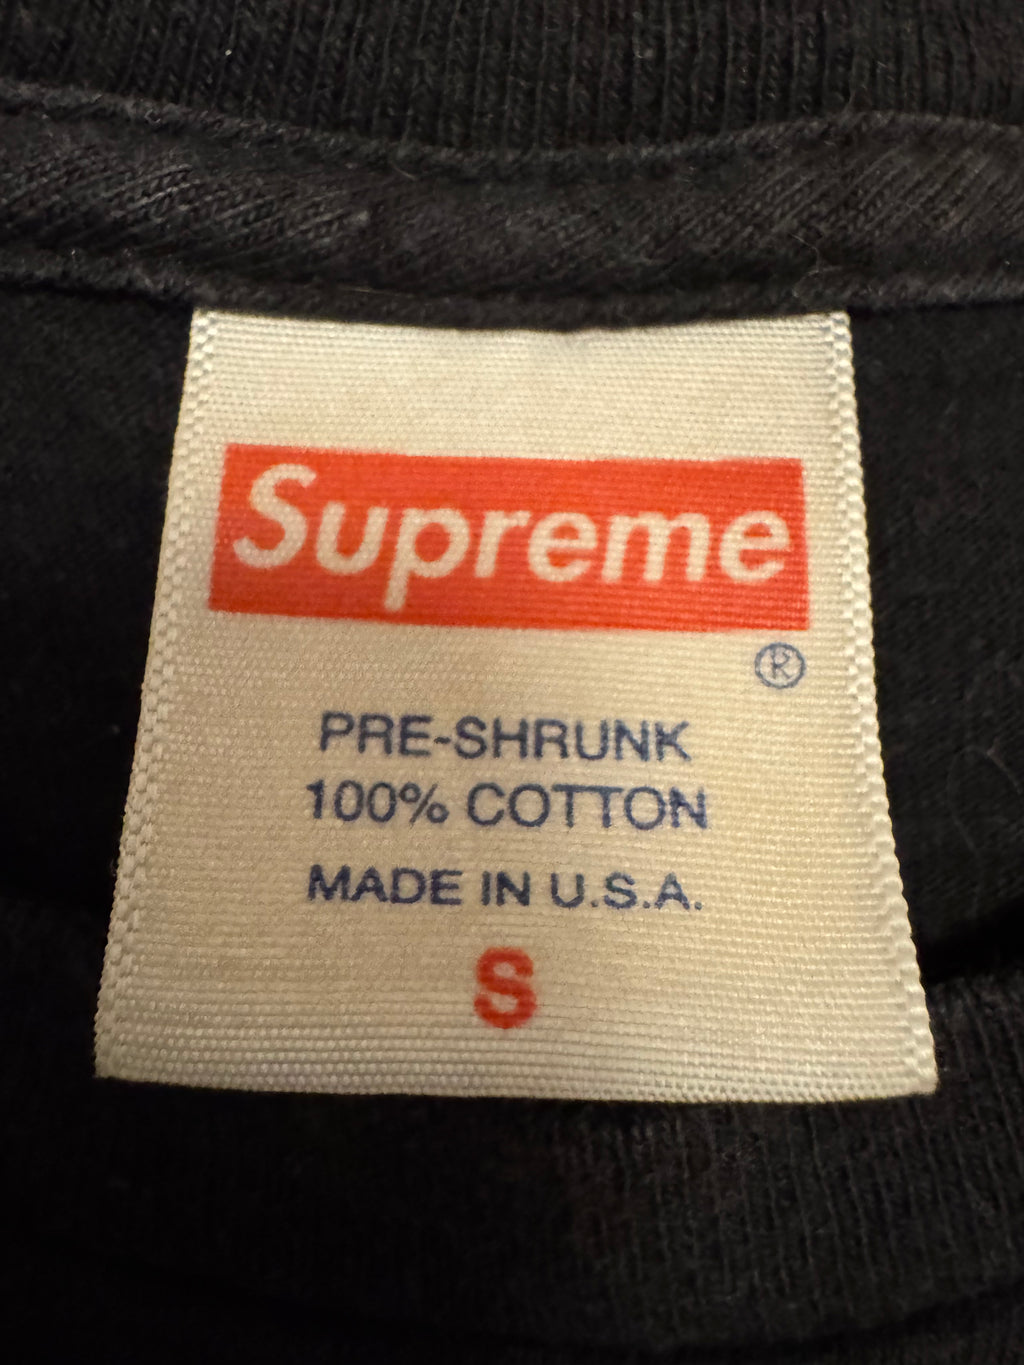 Supreme
®
PRE-SHRUNK
100% COTTON
MADE IN U.S.A.
S